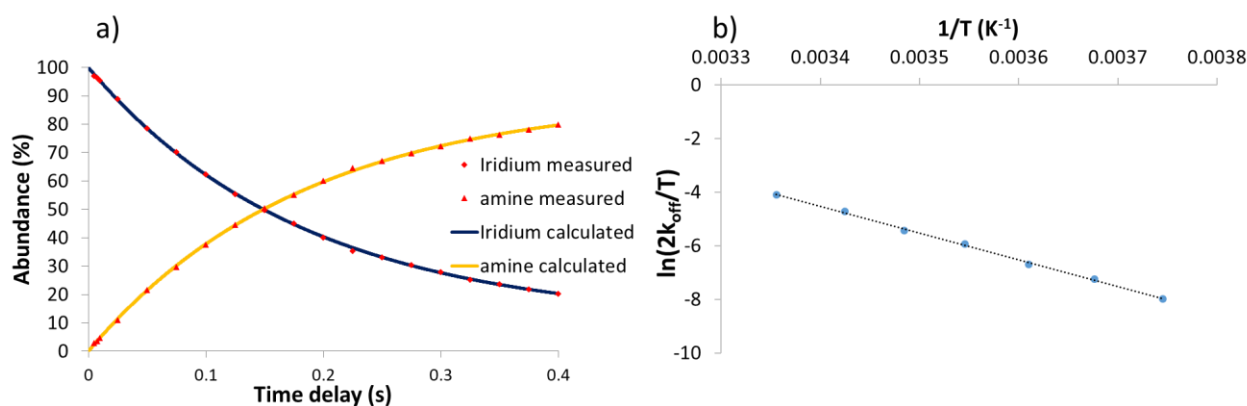 a)
100
90
80
70
60
50
40
30
20
10
0
Abundance (%)
0
0.1
0.2
0.3
0.4
Time delay (s)
Iridium measured
amine measured
Iridium calculated
amine calculated
b)
1/T (K⁻¹)
0.0033
0.0034
0.0035
0.0036
0.0037
0.0038
0
-2
-4
-6
-8
-10
ln(2kₒff/T)